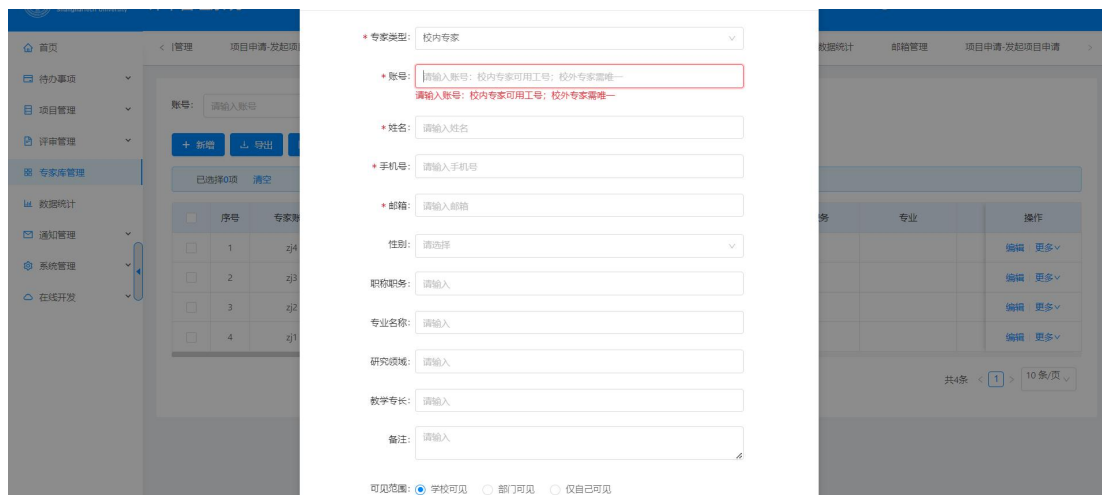 * 专家类型: 校内专家
首页
< |管理 项目申请-发起项目 数据统计 邮箱管理 项目申请-发起项目申请 >
* 账号: 请输入账号：校内专家可用工号；校外专家需唯一
请输入账号：校内专家可用工号；校外专家需唯一
待办事项
项目管理
账号: 请输入账号
* 姓名: 请输入姓名
评审管理
+ 新增 导出
* 手机号: 请输入手机号
专家库管理
已选择0项 清空
数据统计
* 邮箱: 请输入邮箱
序号 专家账 专业 操作
通知管理
性别: 请选择
1 zj4 编辑 更多
系统管理
2 zj3 编辑 更多
职称职务: 请输入
在线开发
3 zj2 编辑 更多
专业名称: 请输入
4 zj1 编辑 更多
研究领域: 请输入
共4条 < 1 > 10 条/页
教学专长: 请输入
备注: 请输入
可见范围: 学校可见 部门可见 仅自己可见